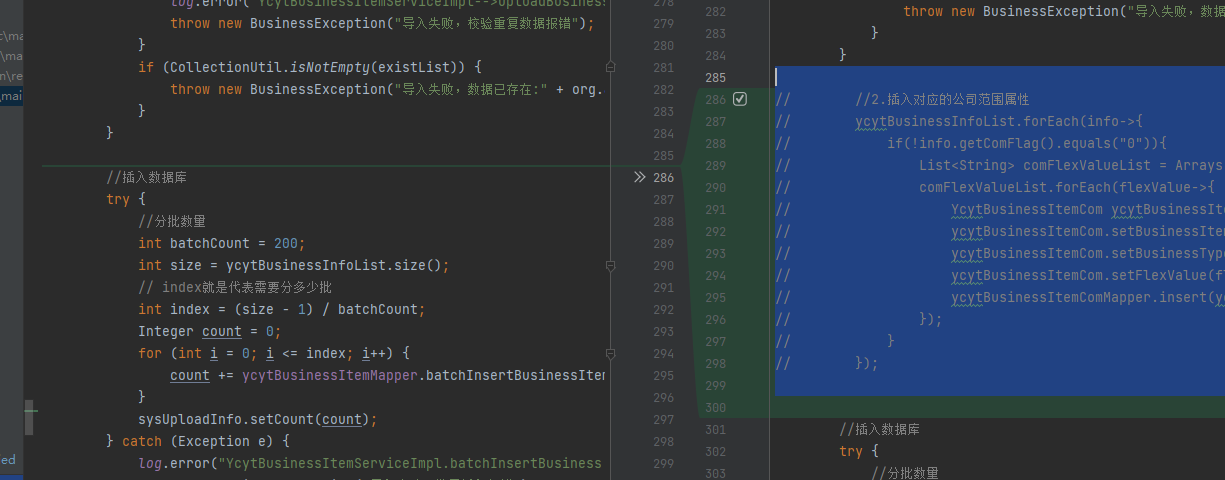 t\ma
\ma
n\re
\mai
ed
log.error("YcytBusinessItemServiceImpl-->uploadBusiness
278
throw new BusinessException("导入失败，校验重复数据报错");
279
}
280
if (CollectionUtil.isNotEmpty(existList)) {
281
throw new BusinessException("导入失败，数据已存在:" + org.
282
}
283
}
284
285
//插入数据库
286
try {
287
//分批数量
288
int batchCount = 200;
289
int size = ycytBusinessInfoList.size();
290
// index就是代表需要分多少批
291
int index = (size - 1) / batchCount;
292
Integer count = 0;
293
for (int i = 0; i <= index; i++) {
294
count += ycytBusinessItemMapper.batchInsertBusinessItem
295
}
296
sysUploadInfo.setCount(count);
297
} catch (Exception e) {
298
log.error("YcytBusinessItemServiceImpl.batchInsertBusiness
299
282 throw new BusinessException("导入失败，数据
283 }
284 }
285
286 // //2.插入对应的公司范围属性
287 // ycytBusinessInfoList.forEach(info->{
288 // if(!info.getComFlag().equals("0")){
289 // List<String> comFlexValueList = Arrays
290 // comFlexValueList.forEach(flexValue->{
291 // YcytBusinessItemCom ycytBusinessIte
292 // ycytBusinessItemCom.setBusinessItem
293 // ycytBusinessItemCom.setBusinessType
294 // ycytBusinessItemCom.setFlexValue(fl
295 // ycytBusinessItemComMapper.insert(yc
296 // });
297 // }
298 // });
299
300
301 //插入数据库
302 try {
303 //分批数量